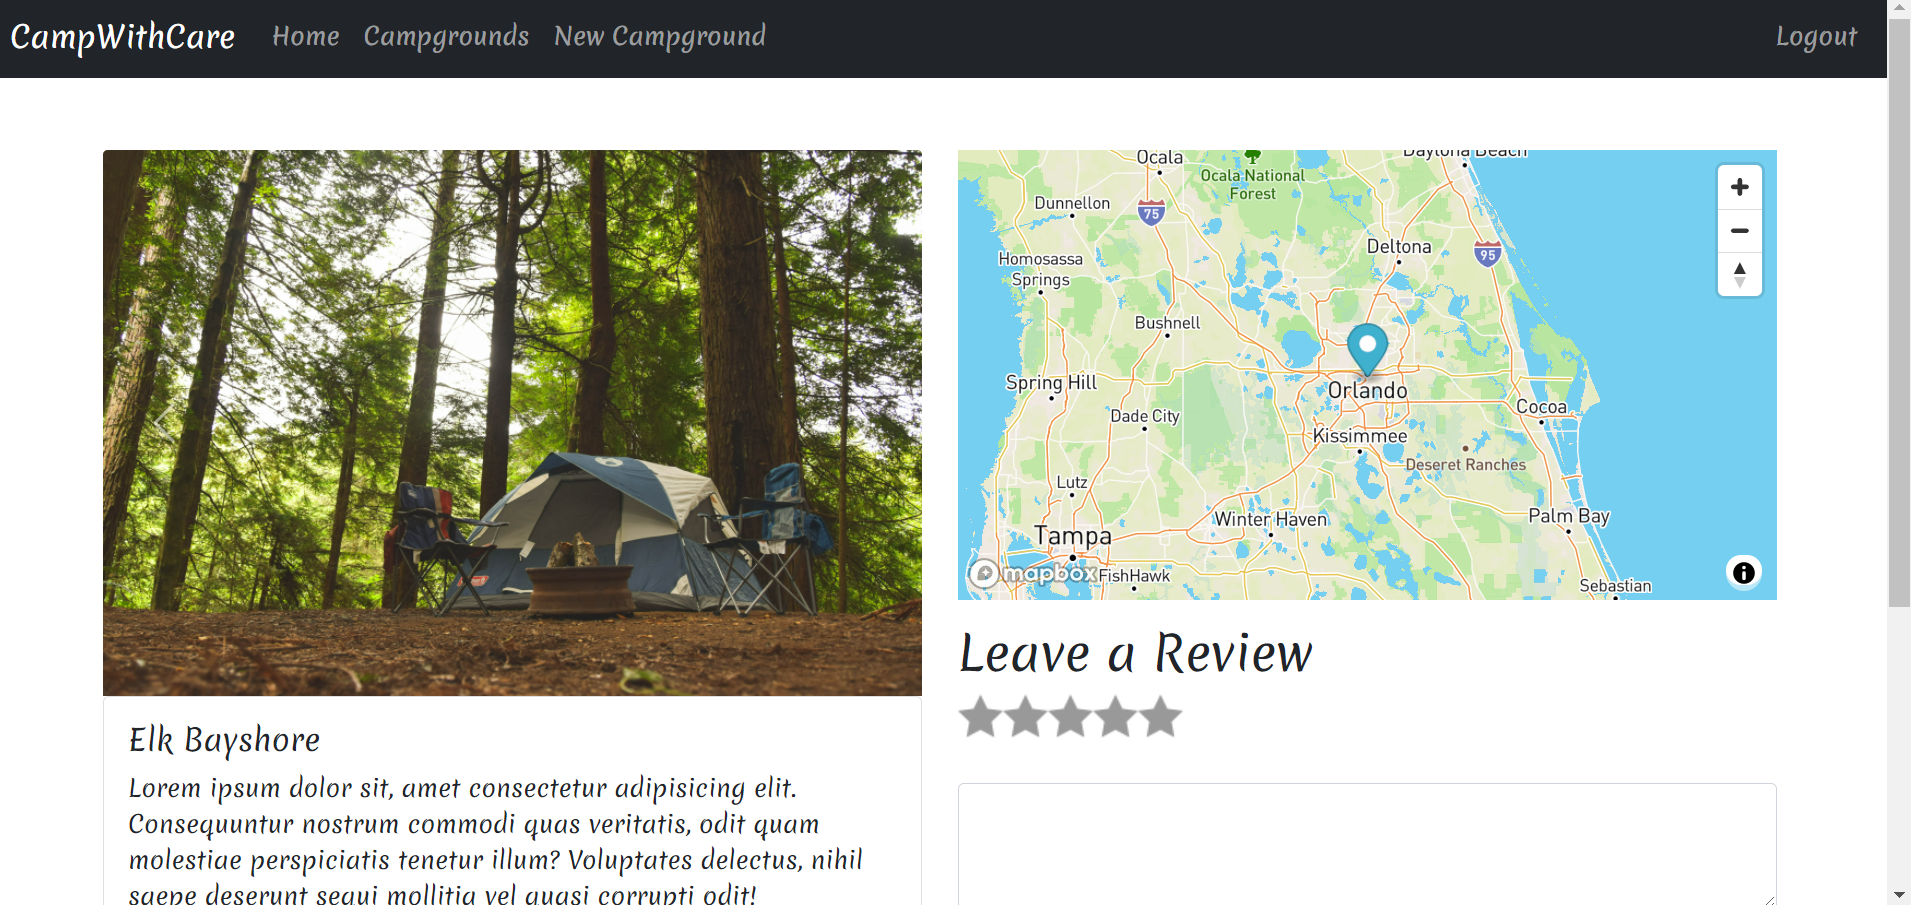 CampWithCare Home Campgrounds New Campground Logout
Elk Bayshore
Lorem ipsum dolor sit, amet consectetur adipisicing elit.
Consequuntur nostrum commodi quas veritatis, odit quam
molestiae perspiciatis tenetur illum? Voluptates delectus, nihil
saepe deserunt sequi mollitia vel quasi corrupti odit!
Ocala
Daytona Beach
Ocala National
Forest
Dunnellon
75
Deltona
95
Homosassa
Springs
Bushnell
Spring Hill
Orlando
Dade City
Cocoa
Kissimmee
Deseret Ranches
Lutz
Winter Haven
Palm Bay
Tampa
mapbox
FishHawk
Sebastian
Leave a Review